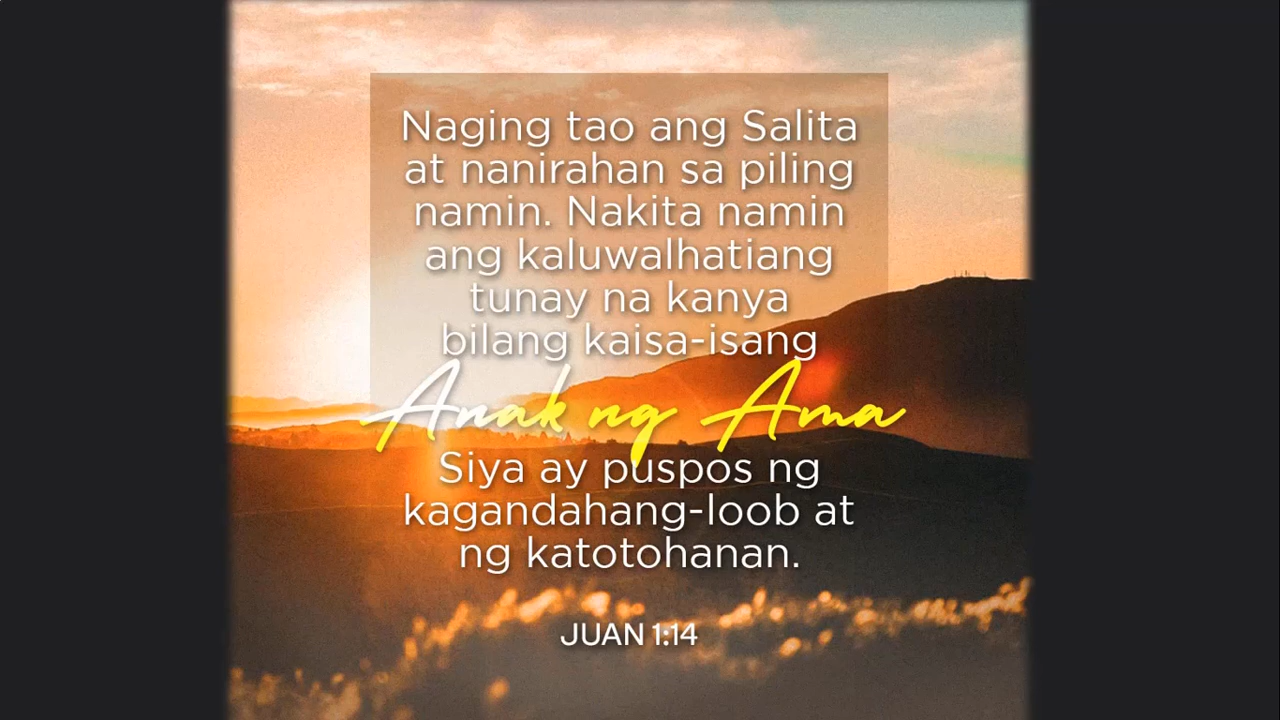 Naging tao ang Salita
at nanirahan sa piling
namin. Nakita namin
ang kaluwalhatiang
tunay na kanya
bilang kaisa-isang
Anak ng Ama
Siya ay puspos ng
kagandahang-loob at
ng katotohanan.
JUAN 1:14